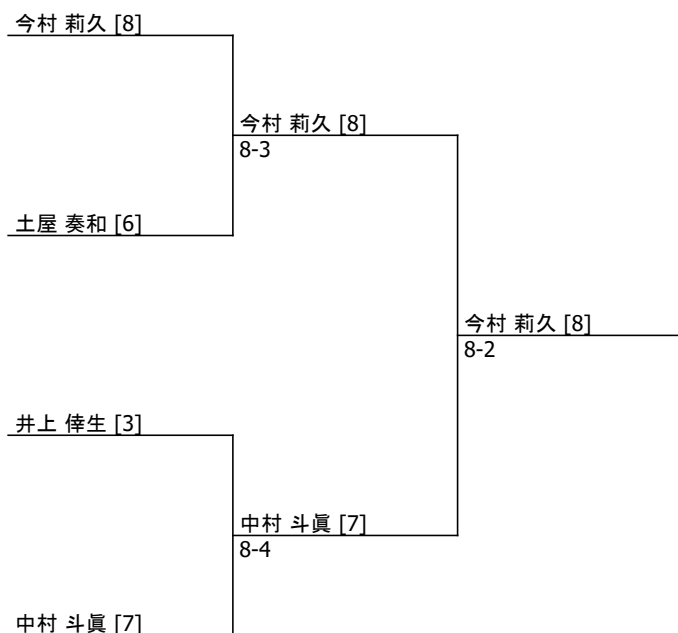 今村 莉久 [8]
今村 莉久 [8]
8-3
土屋 奏和 [6]
今村 莉久 [8]
8-2
井上 倖生 [3]
中村 斗眞 [7]
8-4
中村 斗眞 [7]